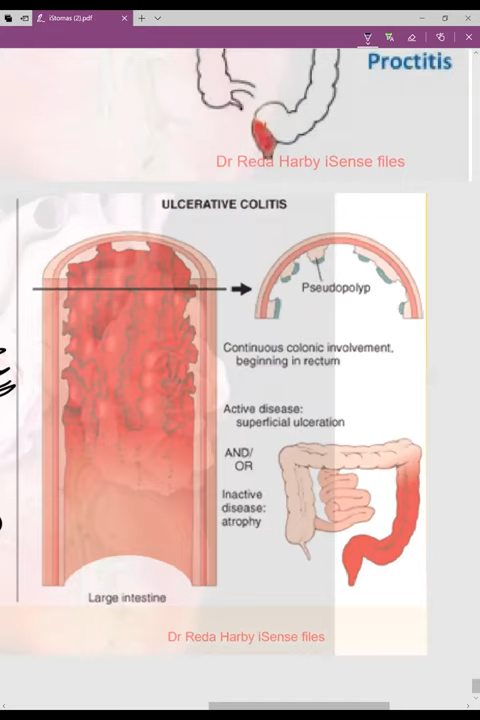 iStomas (2).pdf
Proctitis
Dr Reda Harby iSense files
ULCERATIVE COLITIS
Pseudopolyp
Continuous colonic involvement,
beginning in rectum
Active disease:
superficial ulceration
AND/
OR
Inactive
disease:
atrophy
Large intestine
Dr Reda Harby iSense files